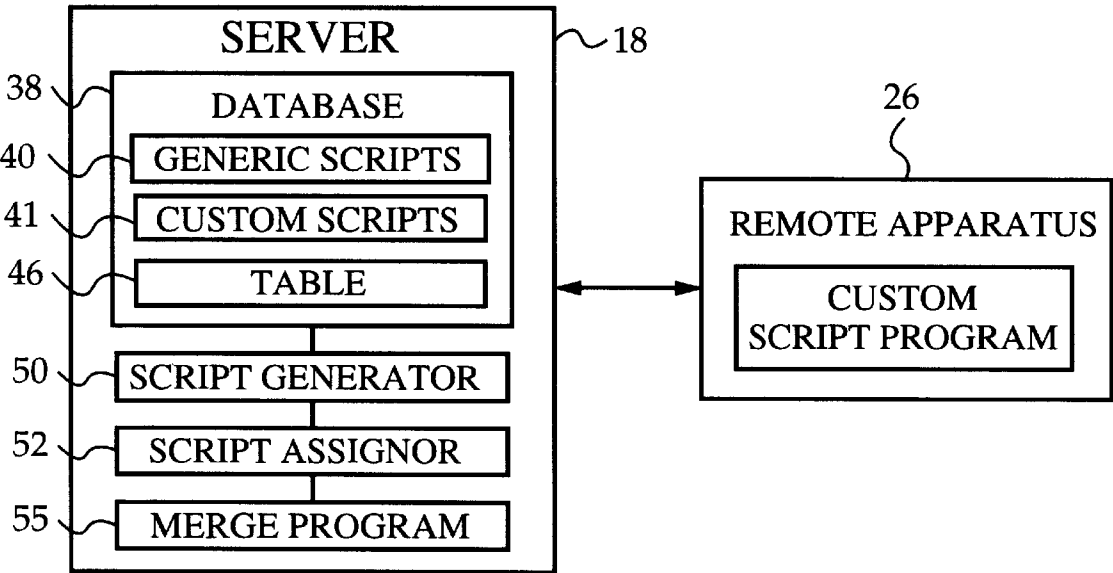 SERVER
18
38
DATABASE
40
GENERIC SCRIPTS
41
CUSTOM SCRIPTS
46
TABLE
50
SCRIPT GENERATOR
52
SCRIPT ASSIGNOR
55
MERGE PROGRAM
26
REMOTE APPARATUS
CUSTOM
SCRIPT PROGRAM